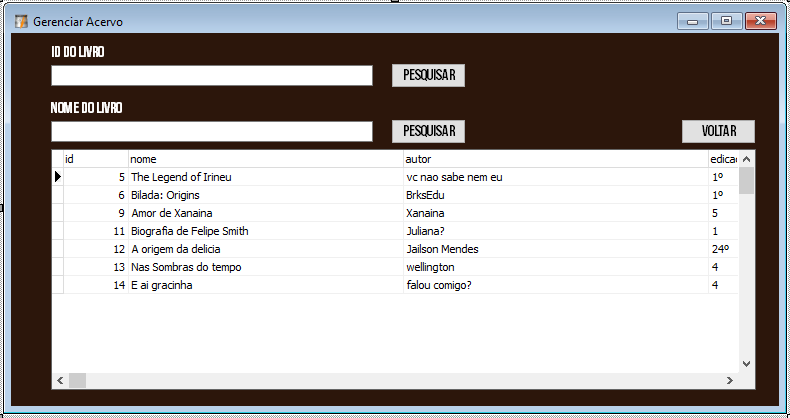 Gerenciar Acervo
ID DO LIVRO
PESQUISAR
NOME DO LIVRO
PESQUISAR VOLTAR
id nome autor edicac
5 The Legend of Irineu vc nao sabe nem eu 1º
6 Bilada: Origins BrksEdu 1º
9 Amor de Xanaina Xanaina 5
11 Biografia de Felipe Smith Juliana? 1
12 A origem da delicia Jailson Mendes 24º
13 Nas Sombras do tempo wellington 4
14 E ai gracinha falou comigo? 4